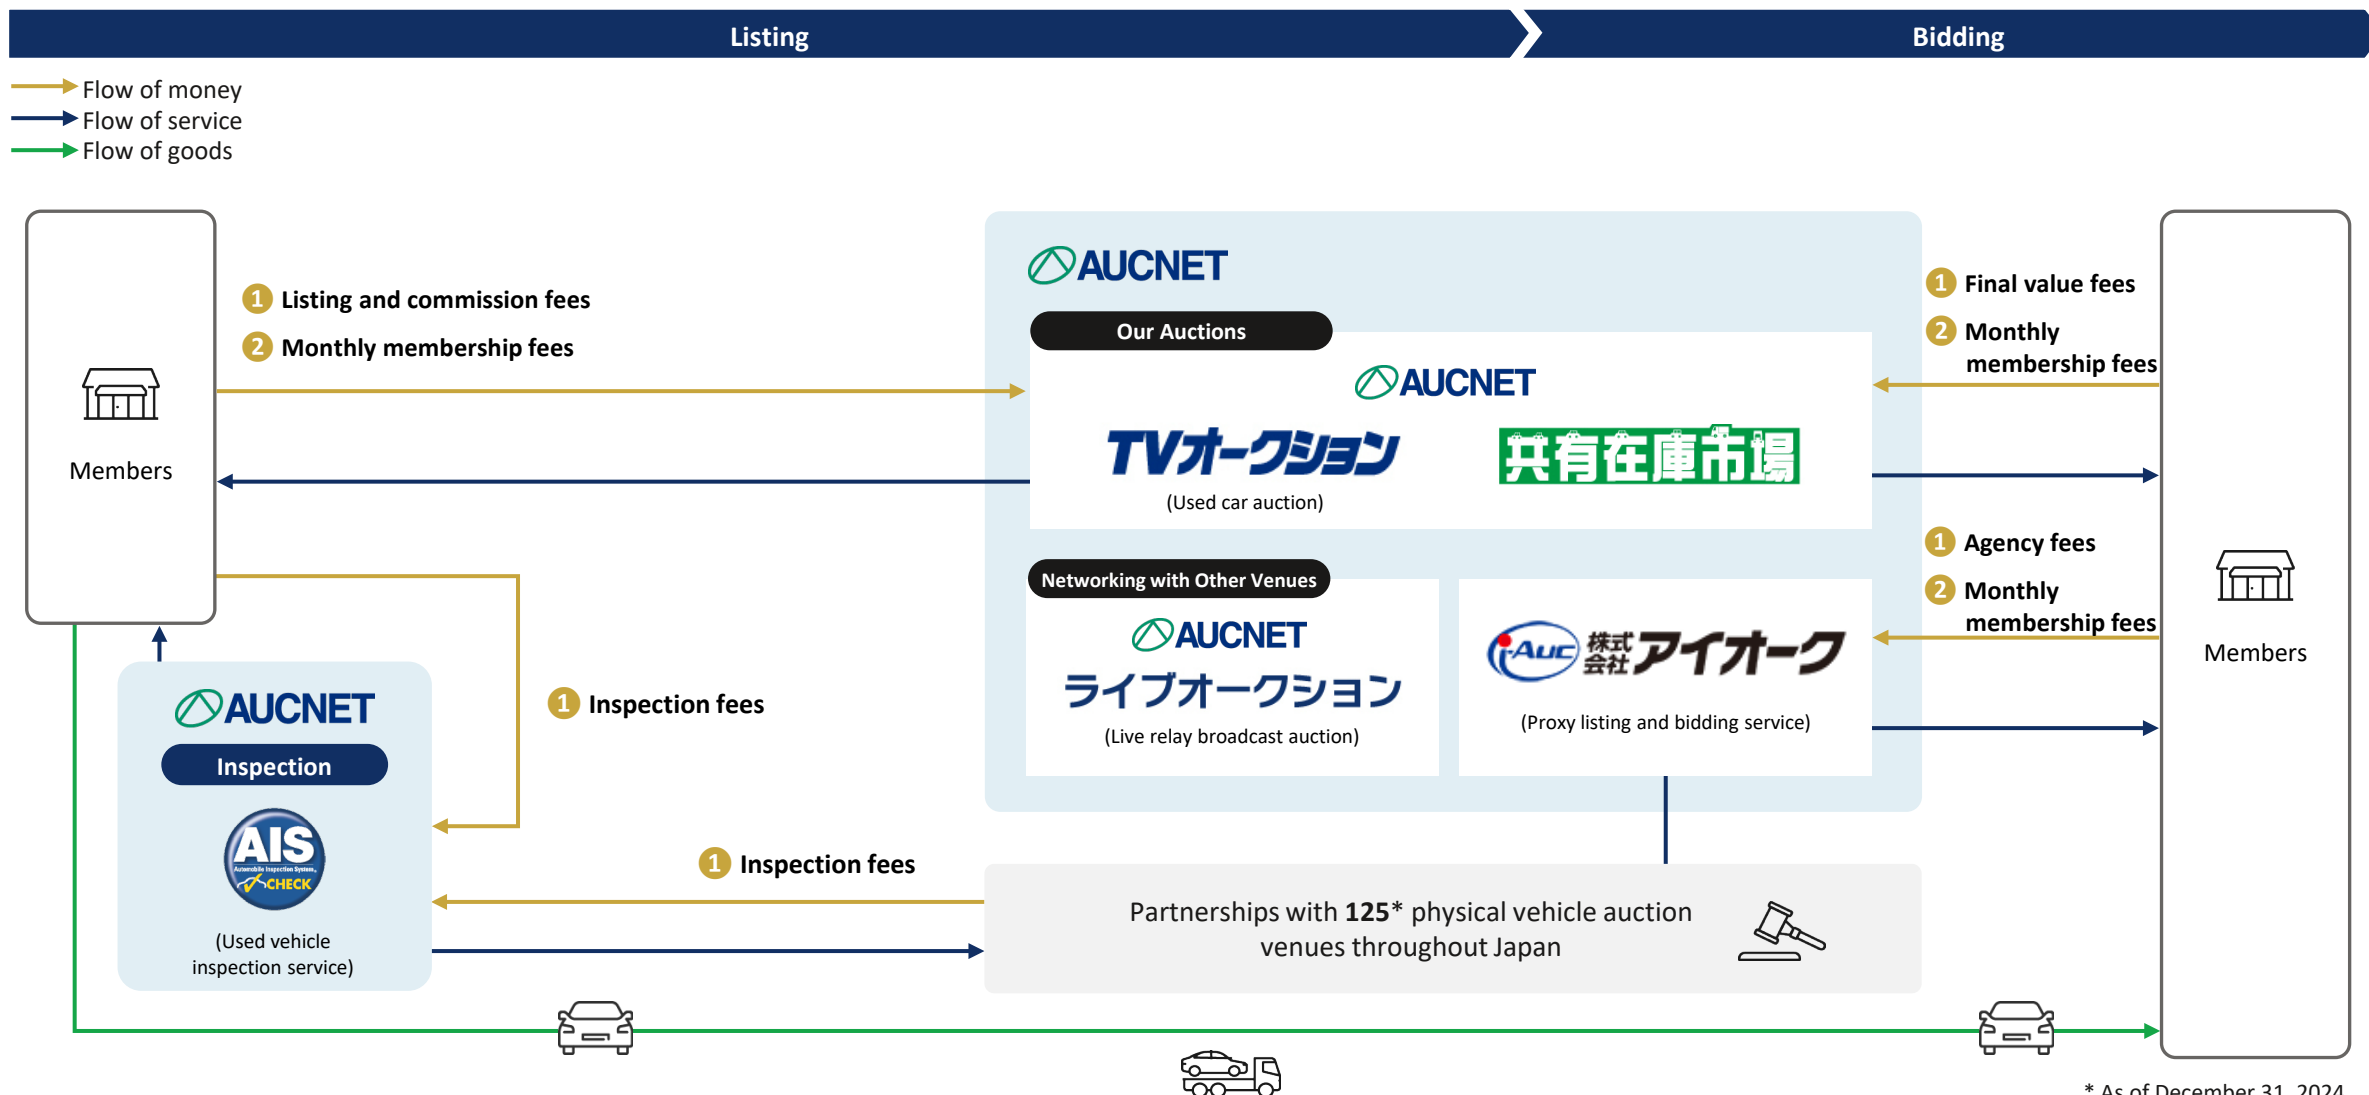 Listing
Bidding
Flow of money
Flow of service
Flow of goods
Members
1 Listing and commission fees
2 Monthly membership fees
AUCNET
Our Auctions
AUCNET
TVオークション
(Used car auction)
共有在庫市場
Networking with Other Venues
AUCNET
ライブオークション
(Live relay broadcast auction)
i-Auc 株式会社アイオーク
(Proxy listing and bidding service)
1 Final value fees
2 Monthly
membership fees
1 Agency fees
2 Monthly
membership fees
Members
AUCNET
Inspection
AIS
Automobile Inspection System
CHECK
(Used vehicle
inspection service)
1 Inspection fees
1 Inspection fees
Partnerships with 125* physical vehicle auction
venues throughout Japan
* As of December 31, 2024